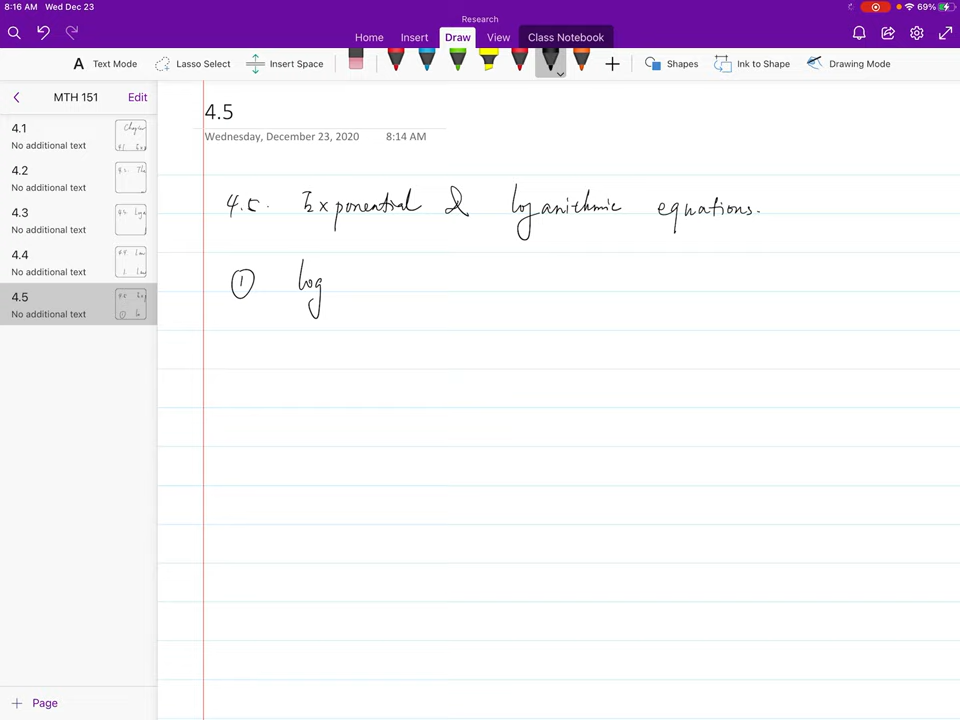 8:16 AM Wed Dec 23
69%
Research
Home Insert Draw View Class Notebook
Text Mode Lasso Select Insert Space Shapes Ink to Shape Drawing Mode
MTH 151 Edit
4.1
No additional text
4.2
No additional text
4.3
No additional text
4.4
No additional text
4.5
No additional text
Page
4.5
Wednesday, December 23, 2020 8:14 AM
4.5. Exponential & logarithmic equations.
① log